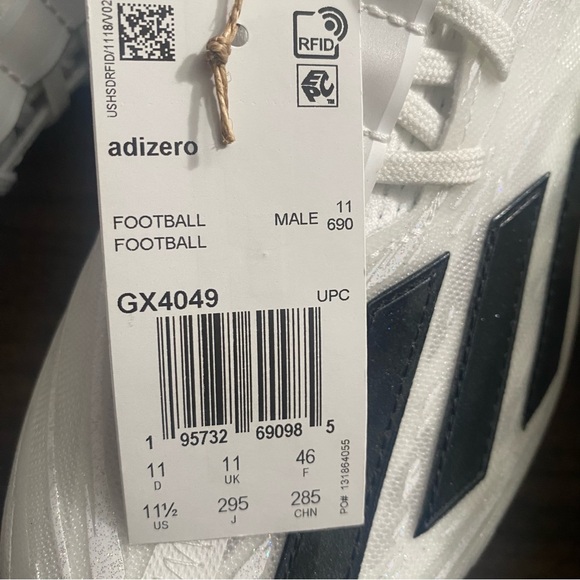 USHSDRFID/1118/V02
RFID
EPC™
adizero
FOOTBALL
FOOTBALL
MALE 11
690
GX4049
UPC
1 95732 69098 5
11 D
11 UK
46 F
11½ US
295 J
285 CHN
PO# 131864055